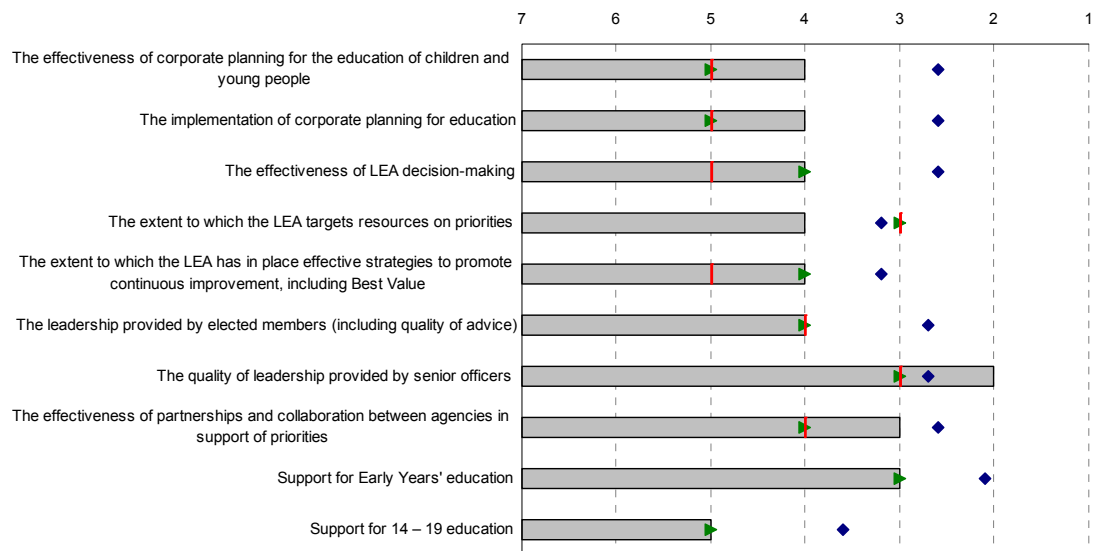 7 6 5 4 3 2 1
The effectiveness of corporate planning for the education of children and
young people
The implementation of corporate planning for education
The effectiveness of LEA decision-making
The extent to which the LEA targets resources on priorities
The extent to which the LEA has in place effective strategies to promote
continuous improvement, including Best Value
The leadership provided by elected members (including quality of advice)
The quality of leadership provided by senior officers
The effectiveness of partnerships and collaboration between agencies in
support of priorities
Support for Early Years' education
Support for 14 – 19 education